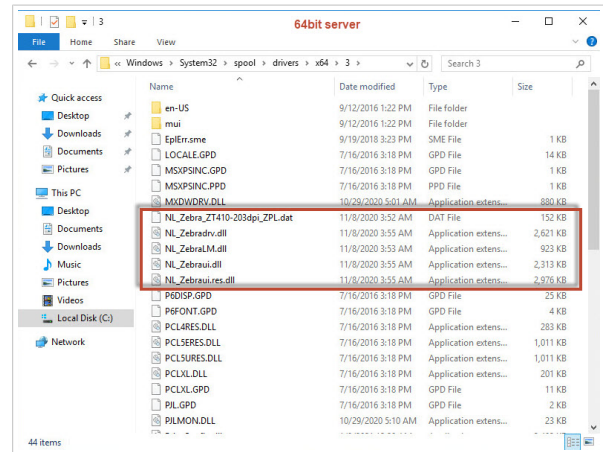 3
64bit server
File Home Share View
« Windows > System32 > spool > drivers > x64 > 3 >
Search 3
Name Date modified Type Size
Quick access
Desktop
Downloads
Documents
Pictures
This PC
Desktop
Documents
Downloads
Music
Pictures
Videos
Local Disk (C:)
Network
en-US 9/12/2016 1:22 PM File folder
mui 9/12/2016 1:22 PM File folder
EplErr.sme 9/19/2018 3:23 PM SME File 1 KB
LOCALE.GPD 7/16/2016 3:18 PM GPD File 14 KB
MSXPSINC.GPD 7/16/2016 3:18 PM GPD File 1 KB
MSXPSINC.PPD 7/16/2016 3:18 PM PPD File 1 KB
MXDWDRV.DLL 10/29/2020 5:01 AM Application extens... 880 KB
NL_Zebra_ZT410-203dpi_ZPL.dat 11/8/2020 3:52 AM DAT File 152 KB
NL_Zebradrv.dll 11/8/2020 3:55 AM Application extens... 2,621 KB
NL_ZebraLM.dll 11/8/2020 3:53 AM Application extens... 923 KB
NL_Zebraui.dll 11/8/2020 3:55 AM Application extens... 2,313 KB
NL_Zebraui.res.dll 11/8/2020 3:55 AM Application extens... 2,976 KB
P6DISP.GPD 7/16/2016 3:18 PM GPD File 25 KB
P6FONT.GPD 7/16/2016 3:18 PM GPD File 4 KB
PCL4RES.DLL 7/16/2016 3:18 PM Application extens... 283 KB
PCL5ERES.DLL 7/16/2016 3:18 PM Application extens... 1,011 KB
PCL5URES.DLL 7/16/2016 3:18 PM Application extens... 1,011 KB
PCLXL.DLL 7/16/2016 3:18 PM Application extens... 201 KB
PCLXL.GPD 7/16/2016 3:18 PM GPD File 11 KB
PJL.GPD 7/16/2016 3:18 PM GPD File 2 KB
PJLMON.DLL 10/29/2020 5:10 AM Application extens... 23 KB
44 items